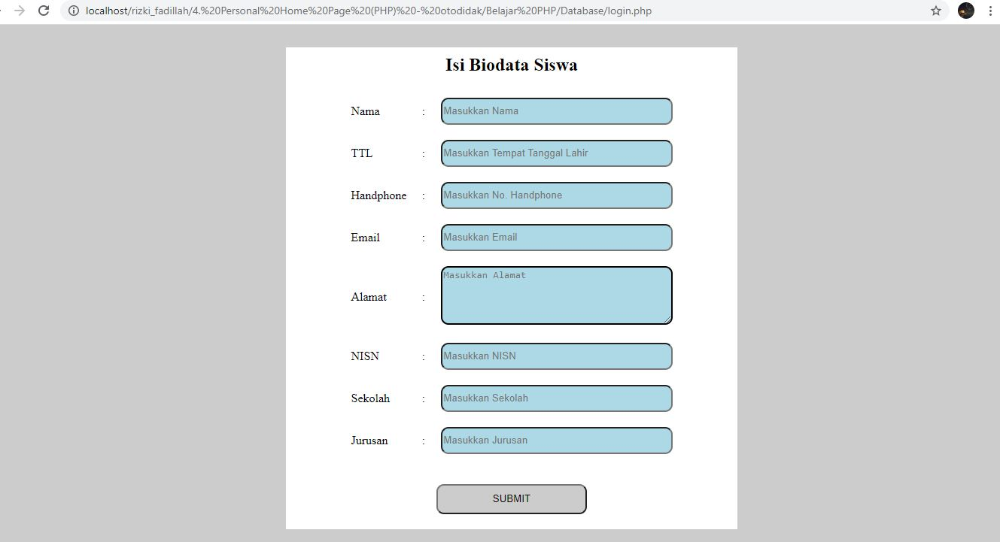 localhost/rizki_fadillah/4.%20Personal%20Home%20Page%20(PHP)%20-%20otodidak/Belajar%20PHP/Database/login.php
Isi Biodata Siswa
Nama : Masukkan Nama
TTL : Masukkan Tempat Tanggal Lahir
Handphone : Masukkan No. Handphone
Email : Masukkan Email
Alamat : Masukkan Alamat
NISN : Masukkan NISN
Sekolah : Masukkan Sekolah
Jurusan : Masukkan Jurusan
SUBMIT